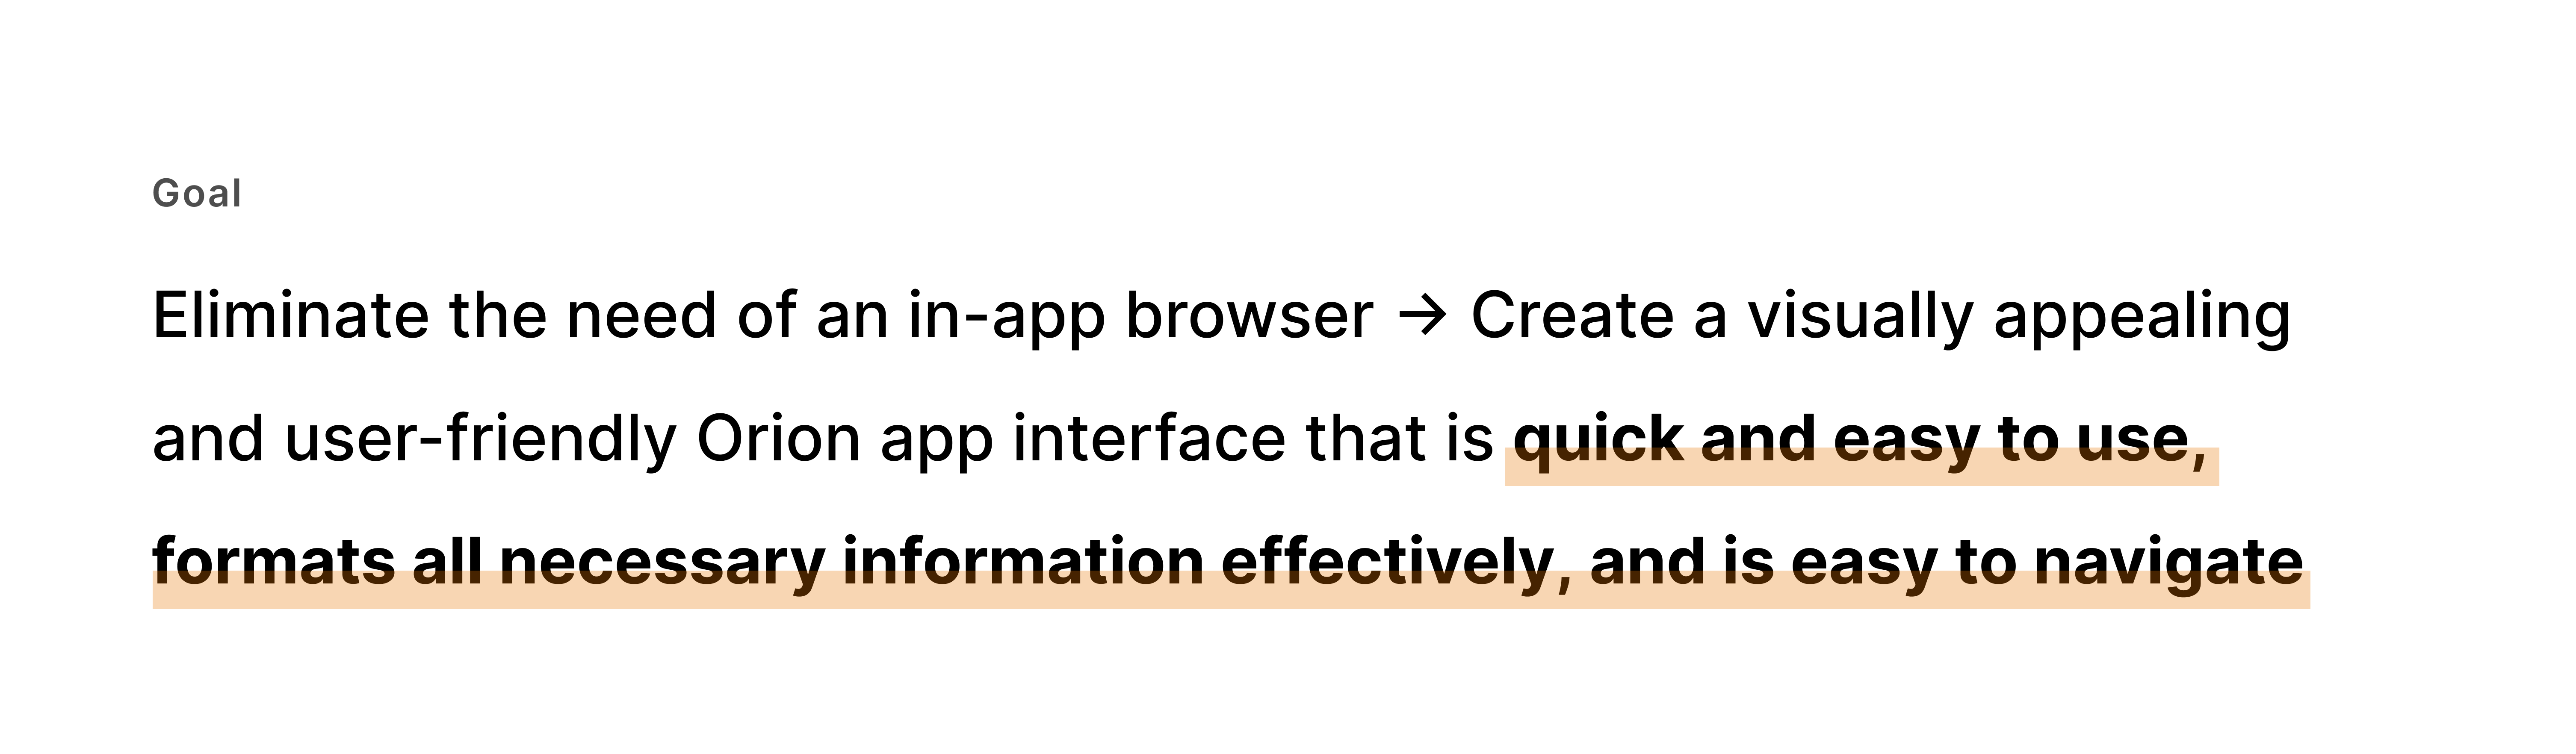 Goal
Eliminate the need of an in-app browser → Create a visually appealing
and user-friendly Orion app interface that is quick and easy to use,
formats all necessary information effectively, and is easy to navigate